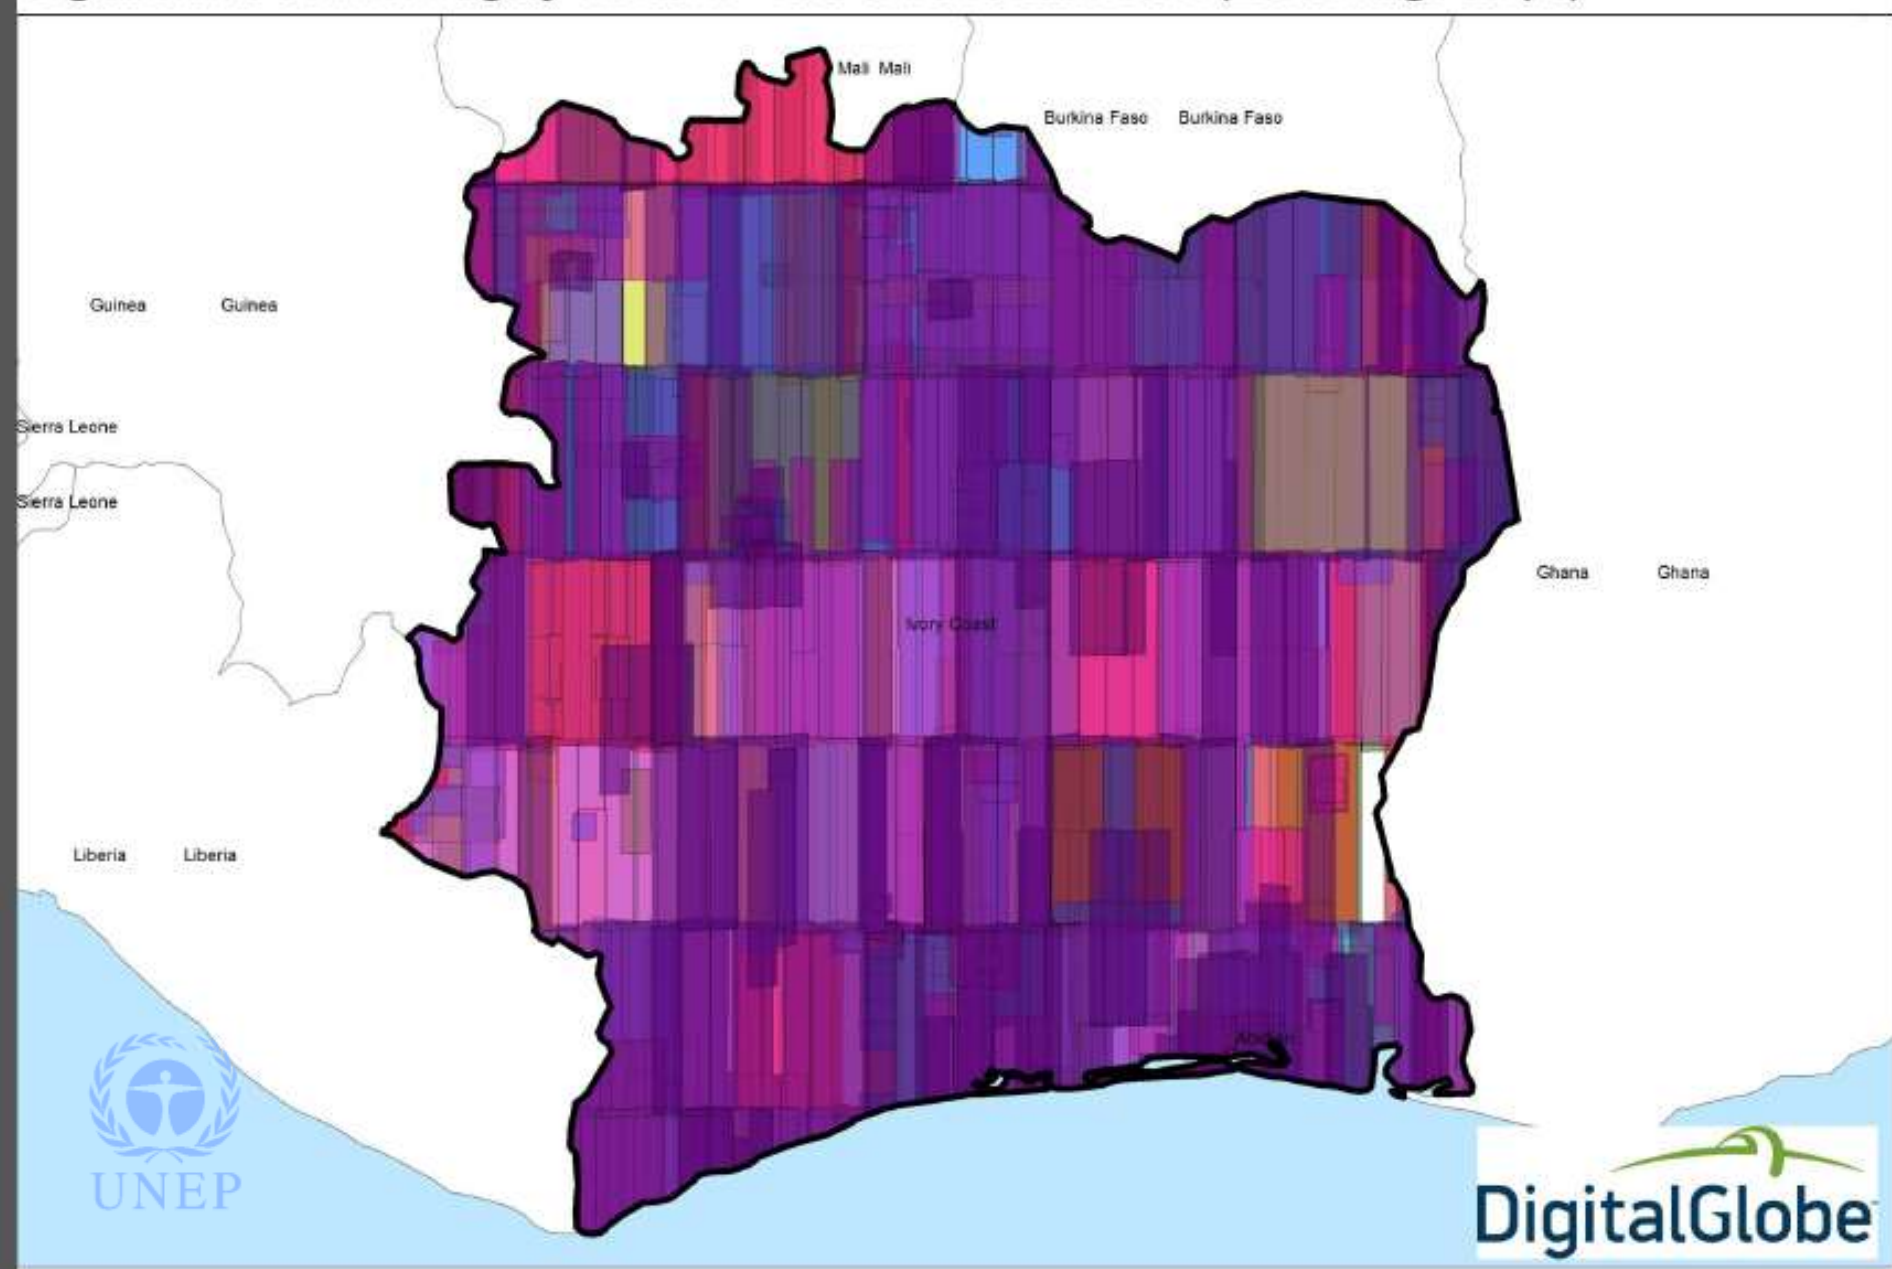 Mali Mali
Burkina Faso Burkina Faso
Guinea Guinea
Sierra Leone
Sierra Leone
Ghana Ghana
Ivory Coast
Liberia Liberia
UNEP
DigitalGlobe